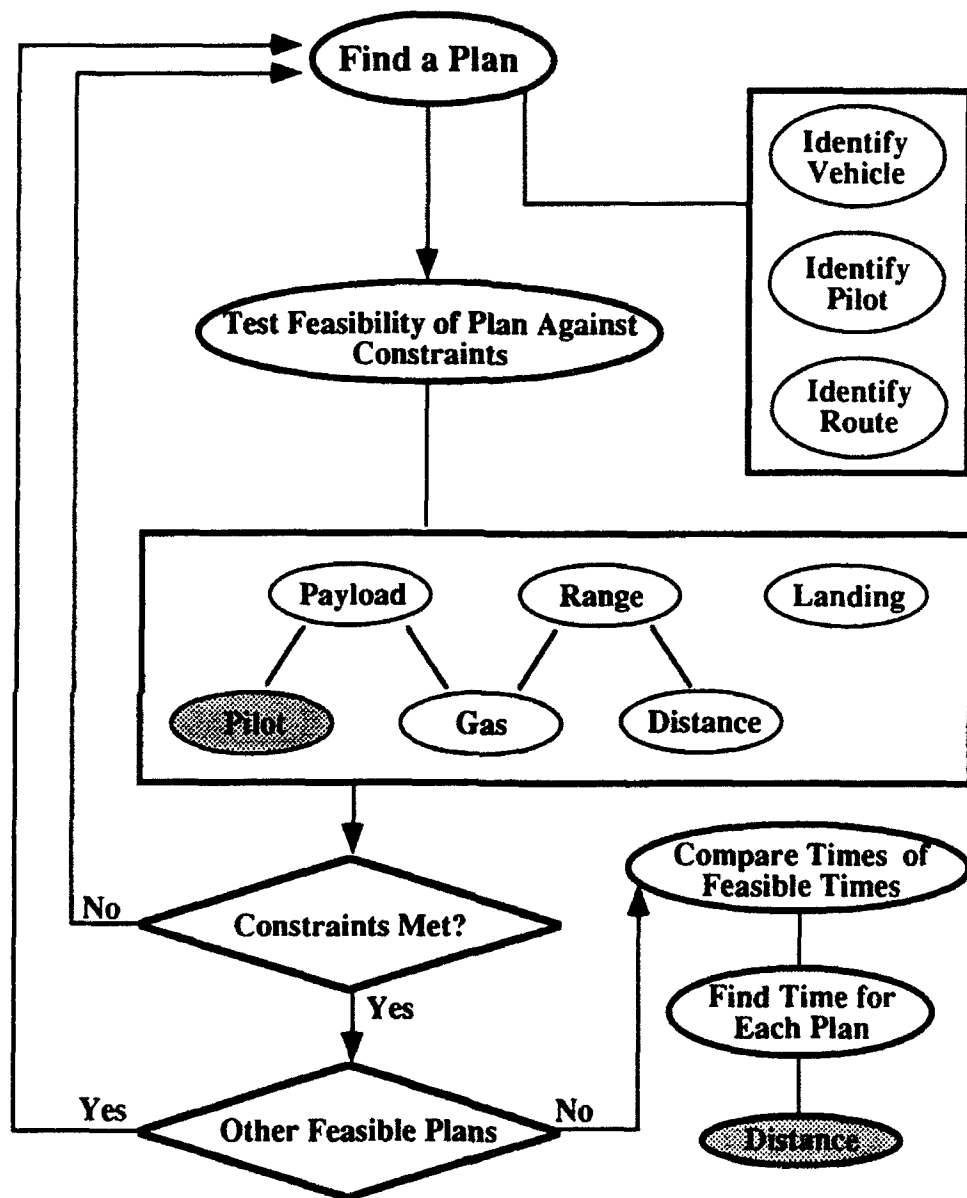 Find a Plan
Identify
Vehicle
Identify
Pilot
Identify
Route
Test Feasibility of Plan Against
Constraints
Payload
Range
Landing
Pilot
Gas
Distance
Compare Times of
Feasible Times
No
Constraints Met?
Find Time for
Each Plan
Yes
Yes
Other Feasible Plans
No
Distance